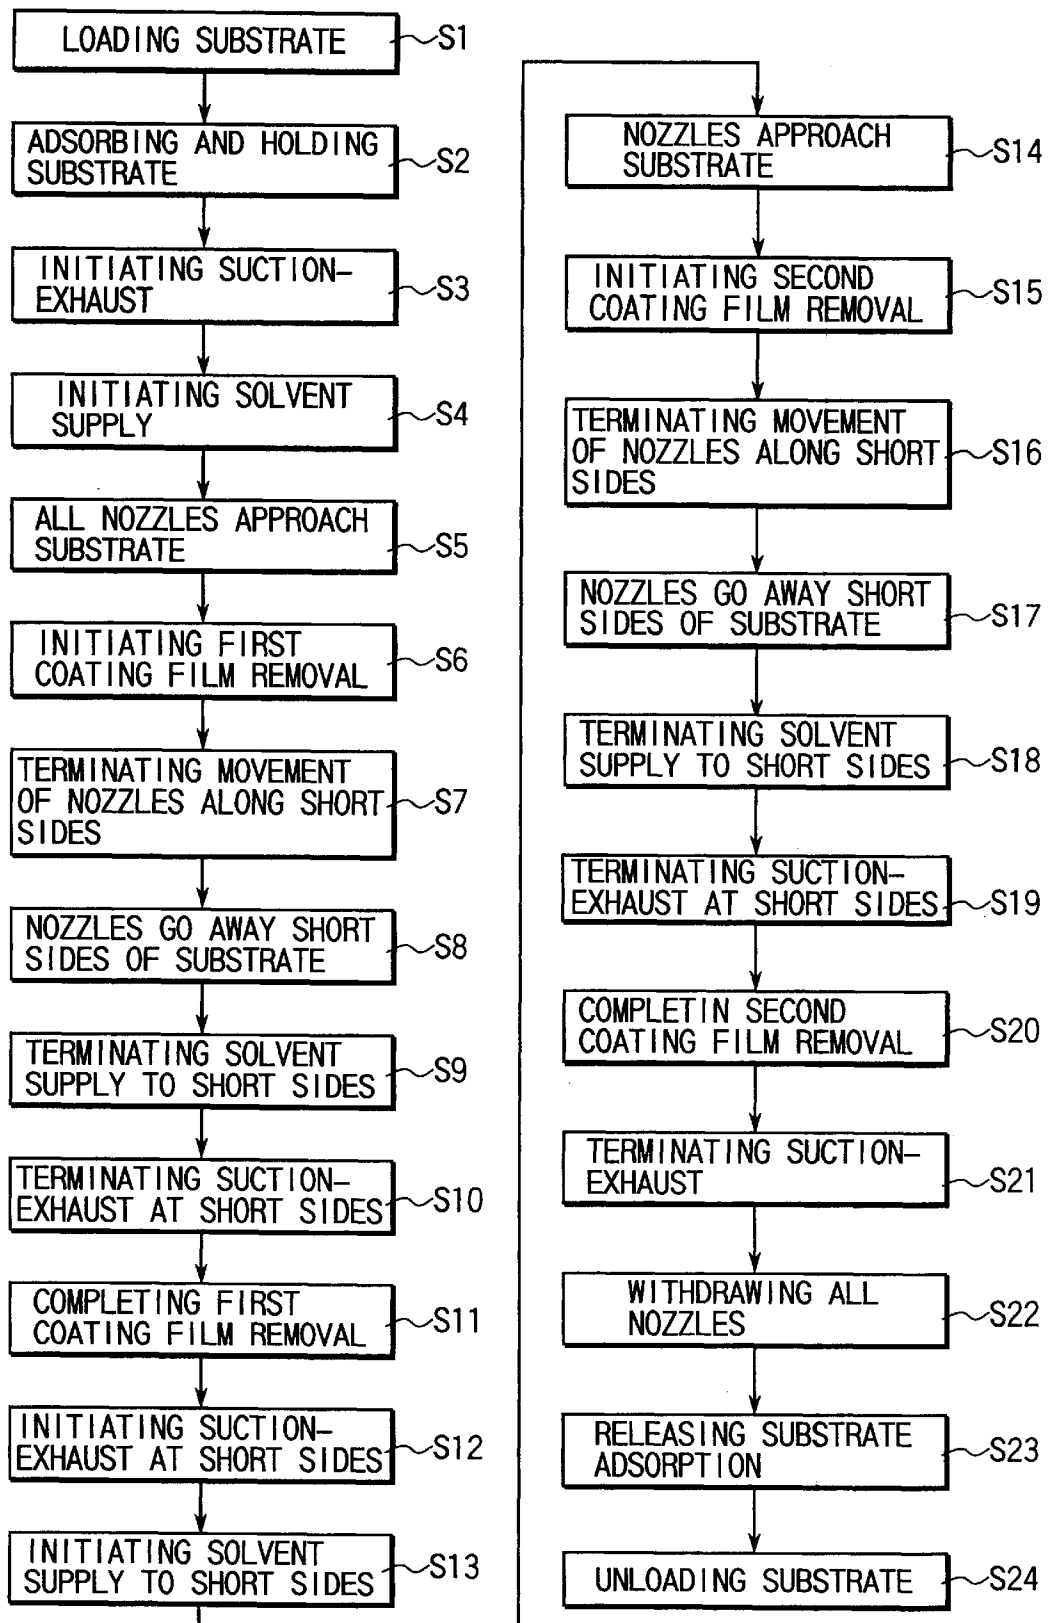 LOADING SUBSTRATE
S1
ADSORBING AND HOLDING
SUBSTRATE
S2
INITIATING SUCTION-
EXHAUST
S3
INITIATING SOLVENT
SUPPLY
S4
ALL NOZZLES APPROACH
SUBSTRATE
S5
INITIATING FIRST
COATING FILM REMOVAL
S6
TERMINATING MOVEMENT
OF NOZZLES ALONG SHORT
SIDES
S7
NOZZLES GO AWAY SHORT
SIDES OF SUBSTRATE
S8
TERMINATING SOLVENT
SUPPLY TO SHORT SIDES
S9
TERMINATING SUCTION-
EXHAUST AT SHORT SIDES
S10
COMPLETING FIRST
COATING FILM REMOVAL
S11
INITIATING SUCTION-
EXHAUST AT SHORT SIDES
S12
INITIATING SOLVENT
SUPPLY TO SHORT SIDES
S13
NOZZLES APPROACH
SUBSTRATE
S14
INITIATING SECOND
COATING FILM REMOVAL
S15
TERMINATING MOVEMENT
OF NOZZLES ALONG SHORT
SIDES
S16
NOZZLES GO AWAY SHORT
SIDES OF SUBSTRATE
S17
TERMINATING SOLVENT
SUPPLY TO SHORT SIDES
S18
TERMINATING SUCTION-
EXHAUST AT SHORT SIDES
S19
COMPLETIN SECOND
COATING FILM REMOVAL
S20
TERMINATING SUCTION-
EXHAUST
S21
WITHDRAWING ALL
NOZZLES
S22
RELEASING SUBSTRATE
ADSORPTION
S23
UNLOADING SUBSTRATE
S24